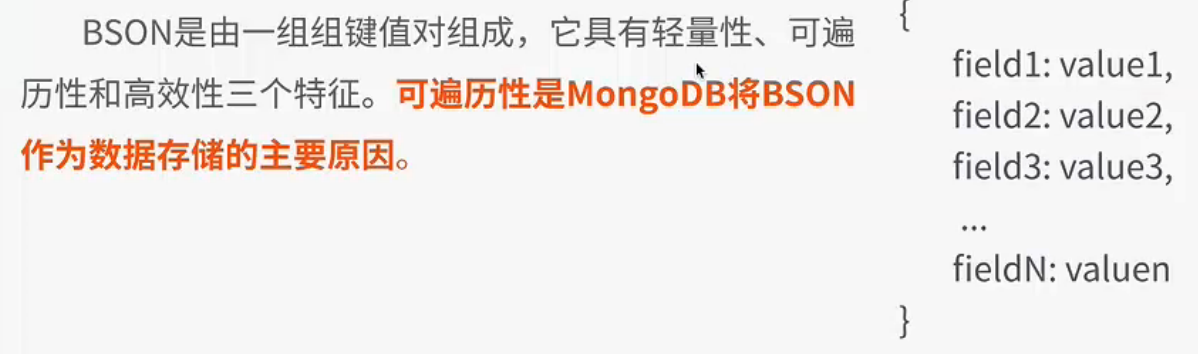 BSON是由一组组键值对组成，它具有轻量性、可遍
历性和高效性三个特征。可遍历性是MongoDB将BSON
作为数据存储的主要原因。
{
field1: value1,
field2: value2,
field3: value3,
...
fieldN: valuen
}